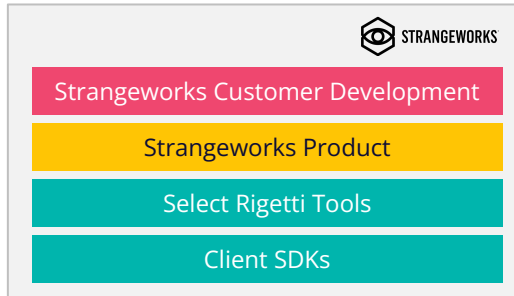 STRANGEWORKS
Strangeworks Customer Development
Strangeworks Product
Select Rigetti Tools
Client SDKs